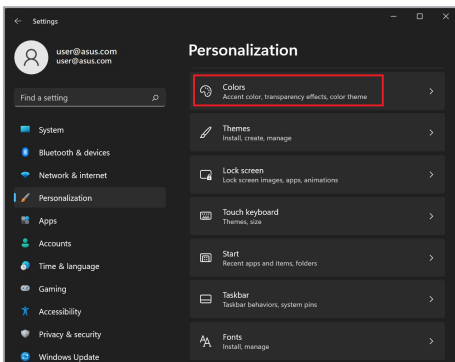 Settings
user@asus.com
user@asus.com
Find a setting
System
Bluetooth & devices
Network & internet
Personalization
Apps
Accounts
Time & language
Gaming
Accessibility
Privacy & security
Windows Update
Personalization
Colors
Accent color, transparency effects, color theme
Themes
Install, create, manage
Lock screen
Lock screen images, apps, animations
Touch keyboard
Themes, size
Start
Recent apps and items, folders
Taskbar
Taskbar behaviors, system pins
Fonts
Install, manage